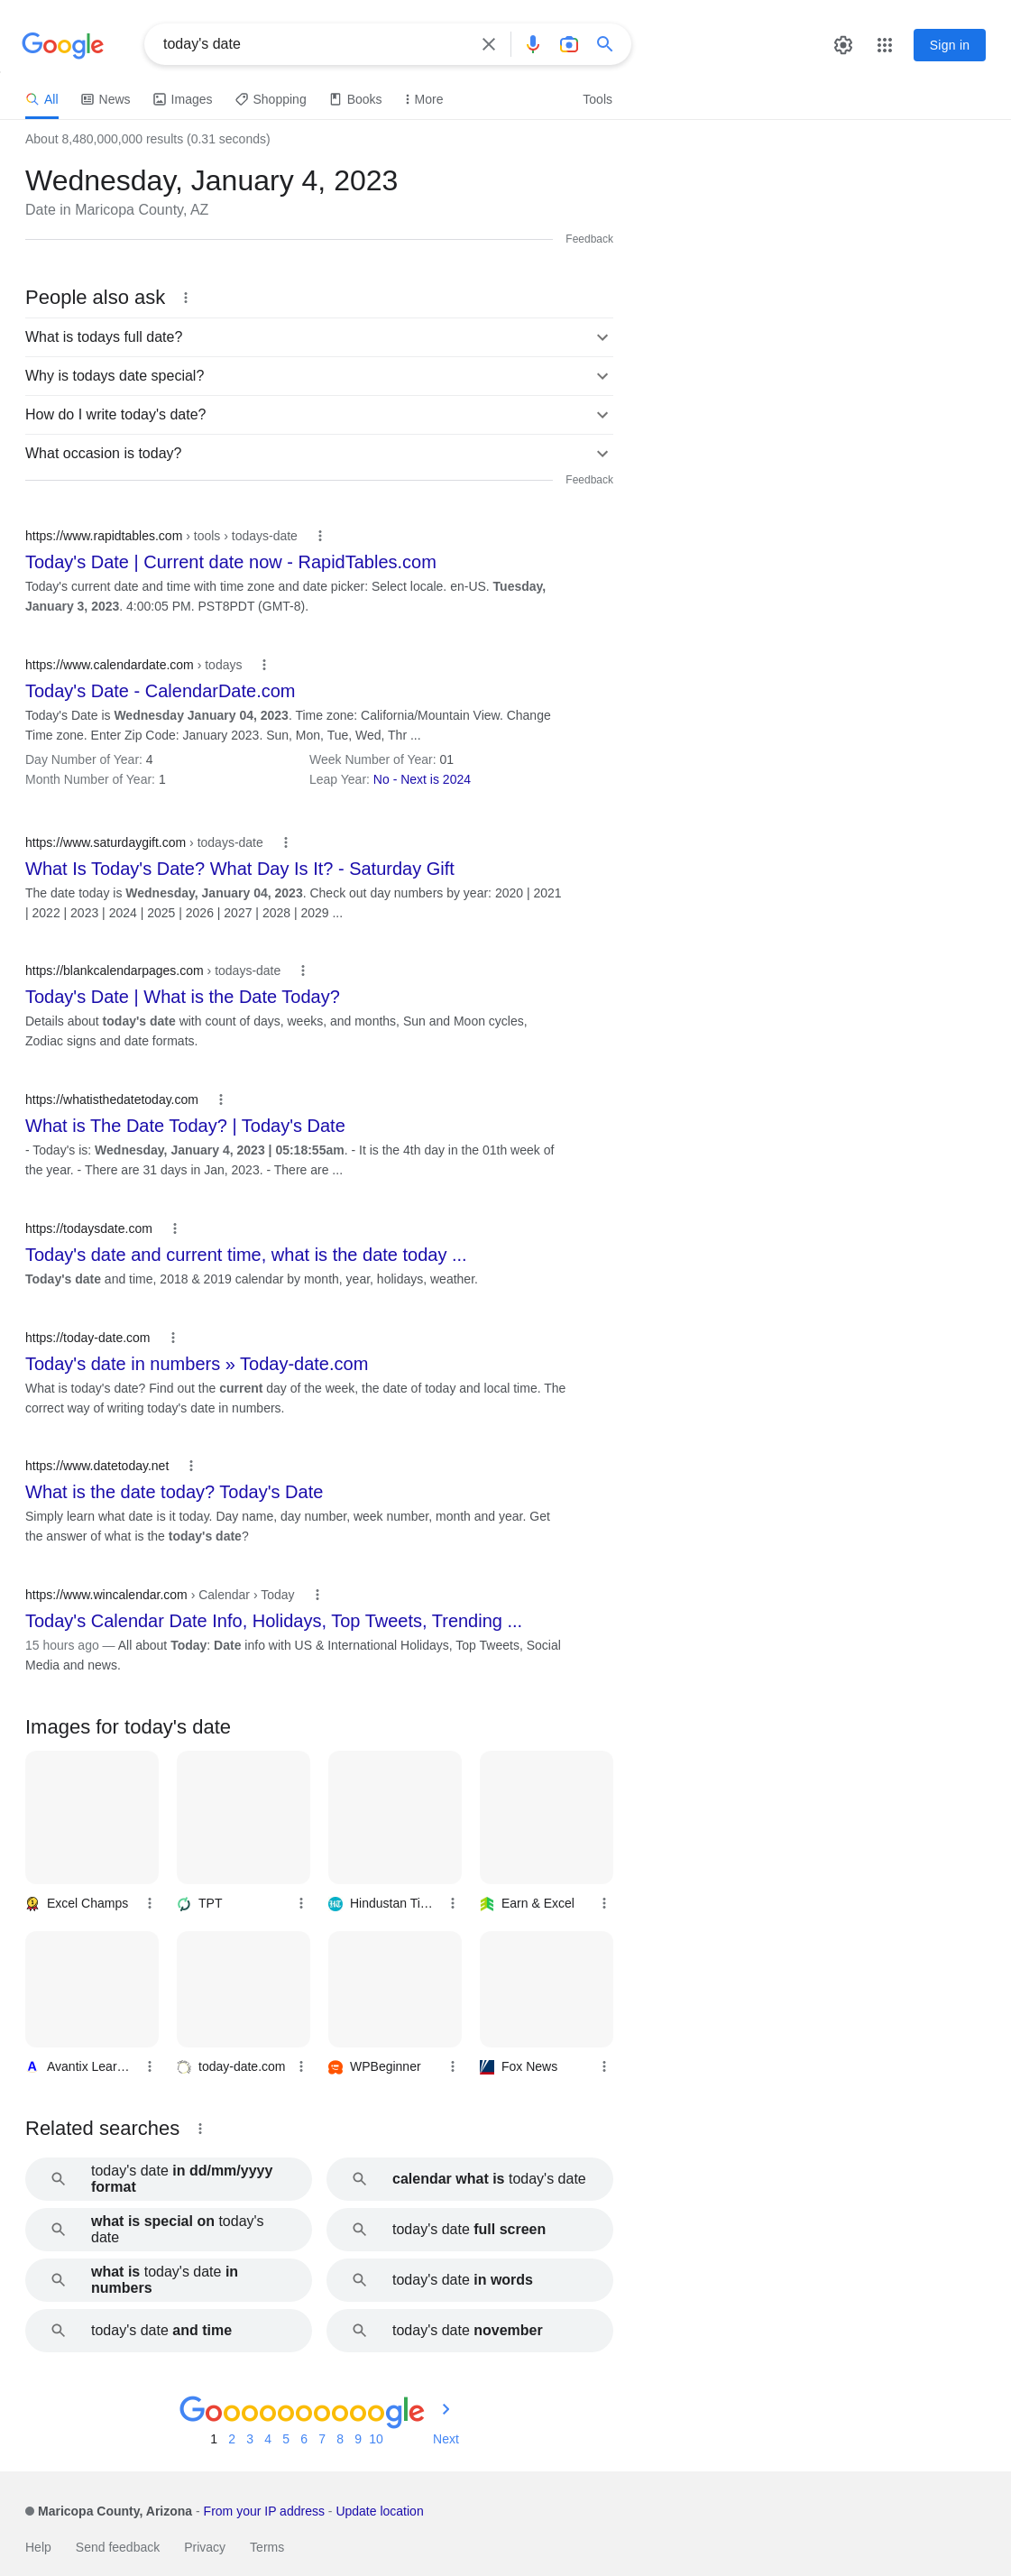 Google
today's date
Sign in
All News Images Shopping Books More Tools
About 8,480,000,000 results (0.31 seconds)
Wednesday, January 4, 2023
Date in Maricopa County, AZ
Feedback
People also ask
What is todays full date?
Why is todays date special?
How do I write today's date?
What occasion is today?
Feedback
https://www.rapidtables.com › tools › todays-date
Today's Date | Current date now - RapidTables.com
Today's current date and time with time zone and date picker: Select locale. en-US. Tuesday,
January 3, 2023. 4:00:05 PM. PST8PDT (GMT-8).
https://www.calendardate.com › todays
Today's Date - CalendarDate.com
Today's Date is Wednesday January 04, 2023. Time zone: California/Mountain View. Change
Time zone. Enter Zip Code: January 2023. Sun, Mon, Tue, Wed, Thr ...
Day Number of Year: 4 Week Number of Year: 01
Month Number of Year: 1 Leap Year: No - Next is 2024
https://www.saturdaygift.com › todays-date
What Is Today's Date? What Day Is It? - Saturday Gift
The date today is Wednesday, January 04, 2023. Check out day numbers by year: 2020 | 2021
| 2022 | 2023 | 2024 | 2025 | 2026 | 2027 | 2028 | 2029 ...
https://blankcalendarpages.com › todays-date
Today's Date | What is the Date Today?
Details about today's date with count of days, weeks, and months, Sun and Moon cycles,
Zodiac signs and date formats.
https://whatisthedatetoday.com
What is The Date Today? | Today's Date
- Today's is: Wednesday, January 4, 2023 | 05:18:55am. - It is the 4th day in the 01th week of
the year. - There are 31 days in Jan, 2023. - There are ...
https://todaysdate.com
Today's date and current time, what is the date today ...
Today's date and time, 2018 & 2019 calendar by month, year, holidays, weather.
https://today-date.com
Today's date in numbers » Today-date.com
What is today's date? Find out the current day of the week, the date of today and local time. The
correct way of writing today's date in numbers.
https://www.datetoday.net
What is the date today? Today's Date
Simply learn what date is it today. Day name, day number, week number, month and year. Get
the answer of what is the today's date?
https://www.wincalendar.com › Calendar › Today
Today's Calendar Date Info, Holidays, Top Tweets, Trending ...
15 hours ago — All about Today: Date info with US & International Holidays, Top Tweets, Social
Media and news.
Images for today's date
Excel Champs TPT Hindustan Ti... Earn & Excel
Avantix Lear... today-date.com WPBeginner Fox News
Related searches
today's date in dd/mm/yyyy
format
calendar what is today's date
what is special on today's
date
today's date full screen
what is today's date in
numbers
today's date in words
today's date and time
today's date november
Goooooooooogle
1 2 3 4 5 6 7 8 9 10 Next
Maricopa County, Arizona - From your IP address - Update location
Help Send feedback Privacy Terms